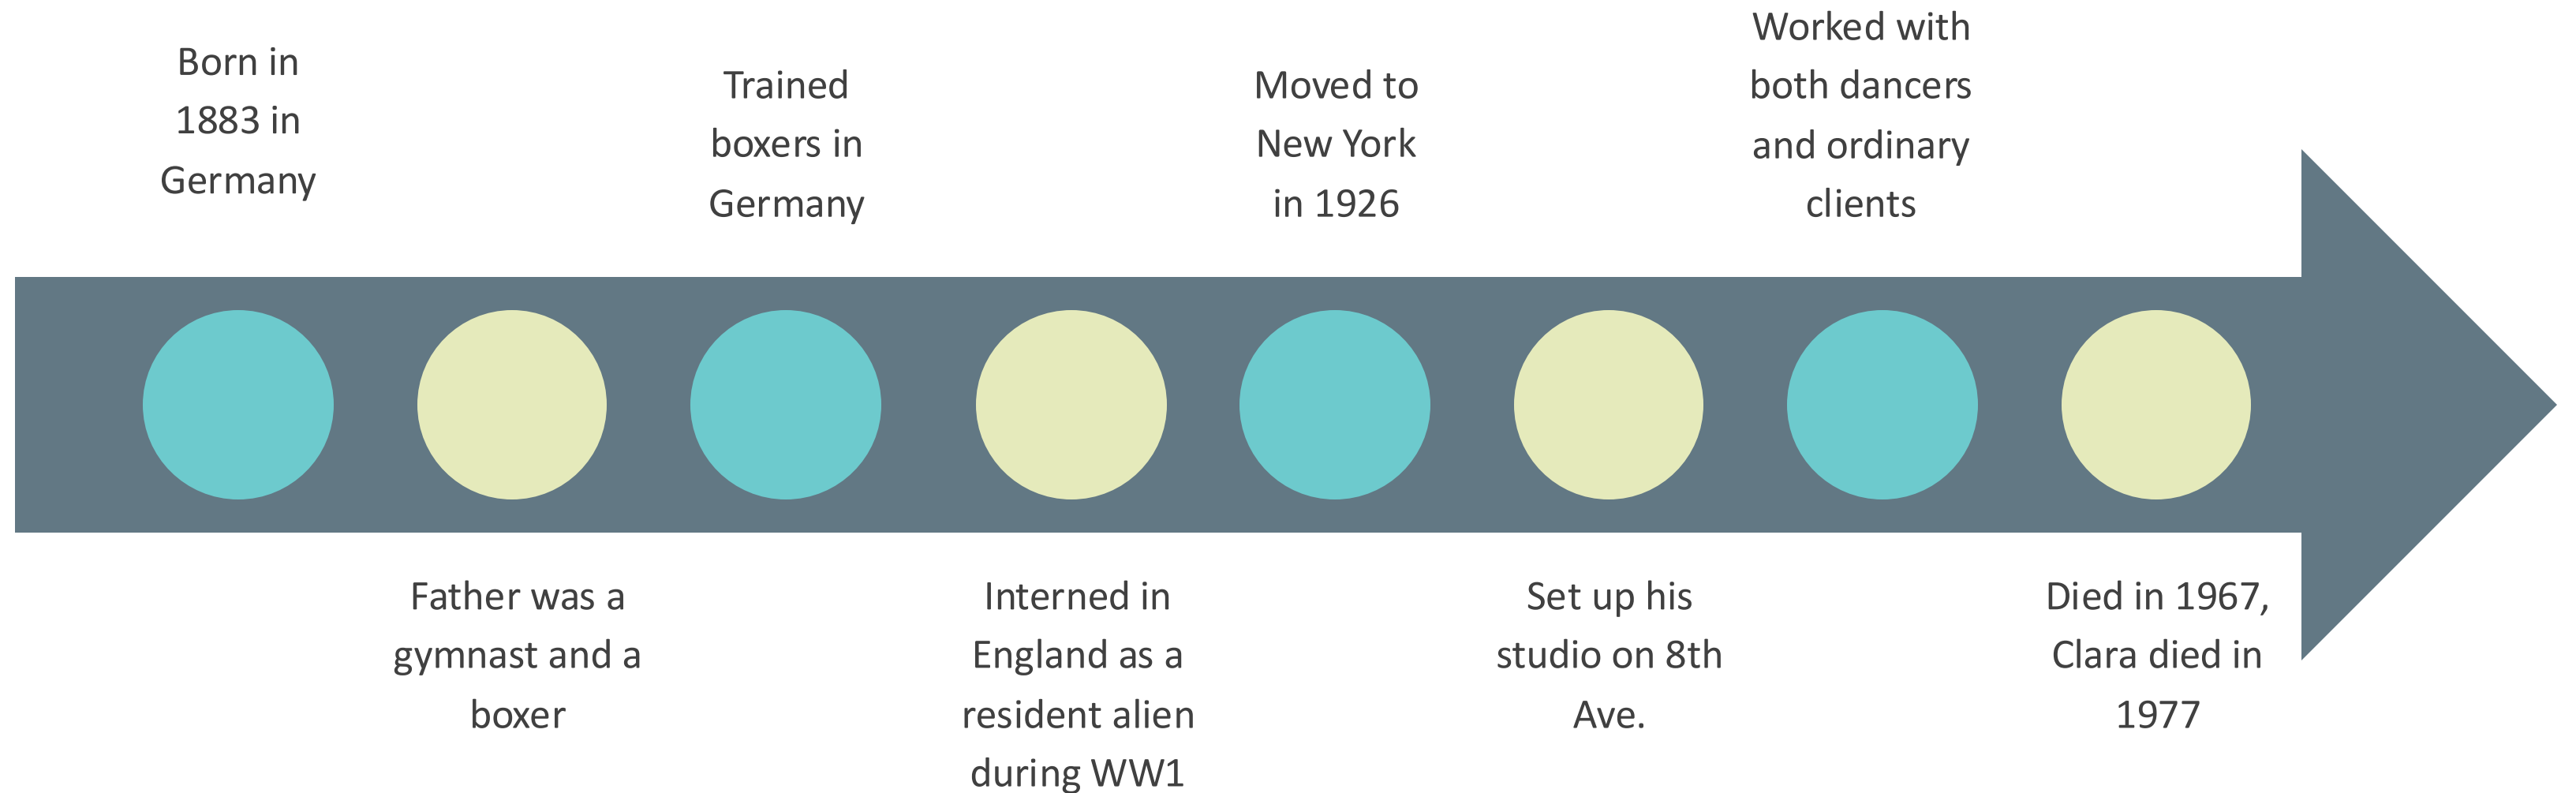 Born in
1883 in
Germany
Father was a
gymnast and a
boxer
Trained
boxers in
Germany
Interned in
England as a
resident alien
during WW1
Moved to
New York
in 1926
Set up his
studio on 8th
Ave.
Worked with
both dancers
and ordinary
clients
Died in 1967,
Clara died in
1977